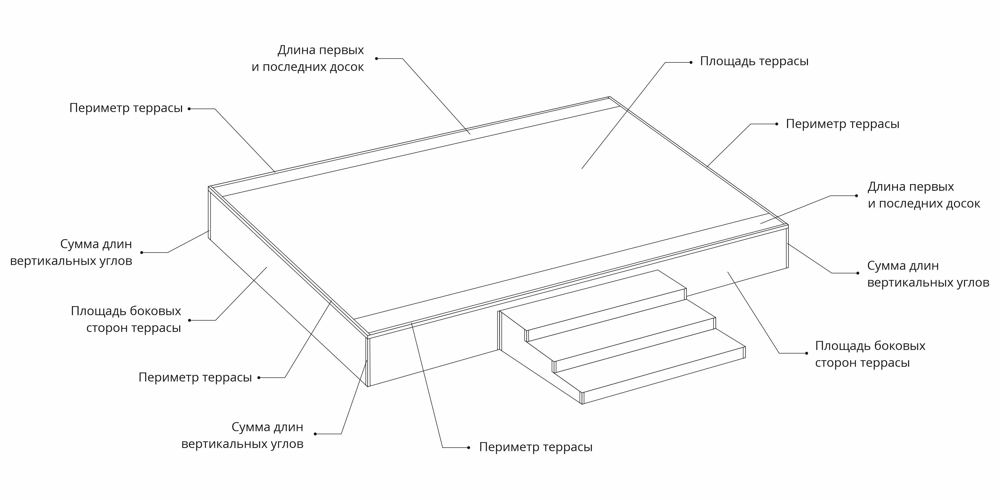 Длина первых
и последних досок
Площадь террасы
Периметр террасы
Периметр террасы
Длина первых
и последних досок
Сумма длин
вертикальных углов
Сумма длин
вертикальных углов
Площадь боковых
сторон террасы
Площадь боковых
сторон террасы
Периметр террасы
Сумма длин
вертикальных углов
Периметр террасы